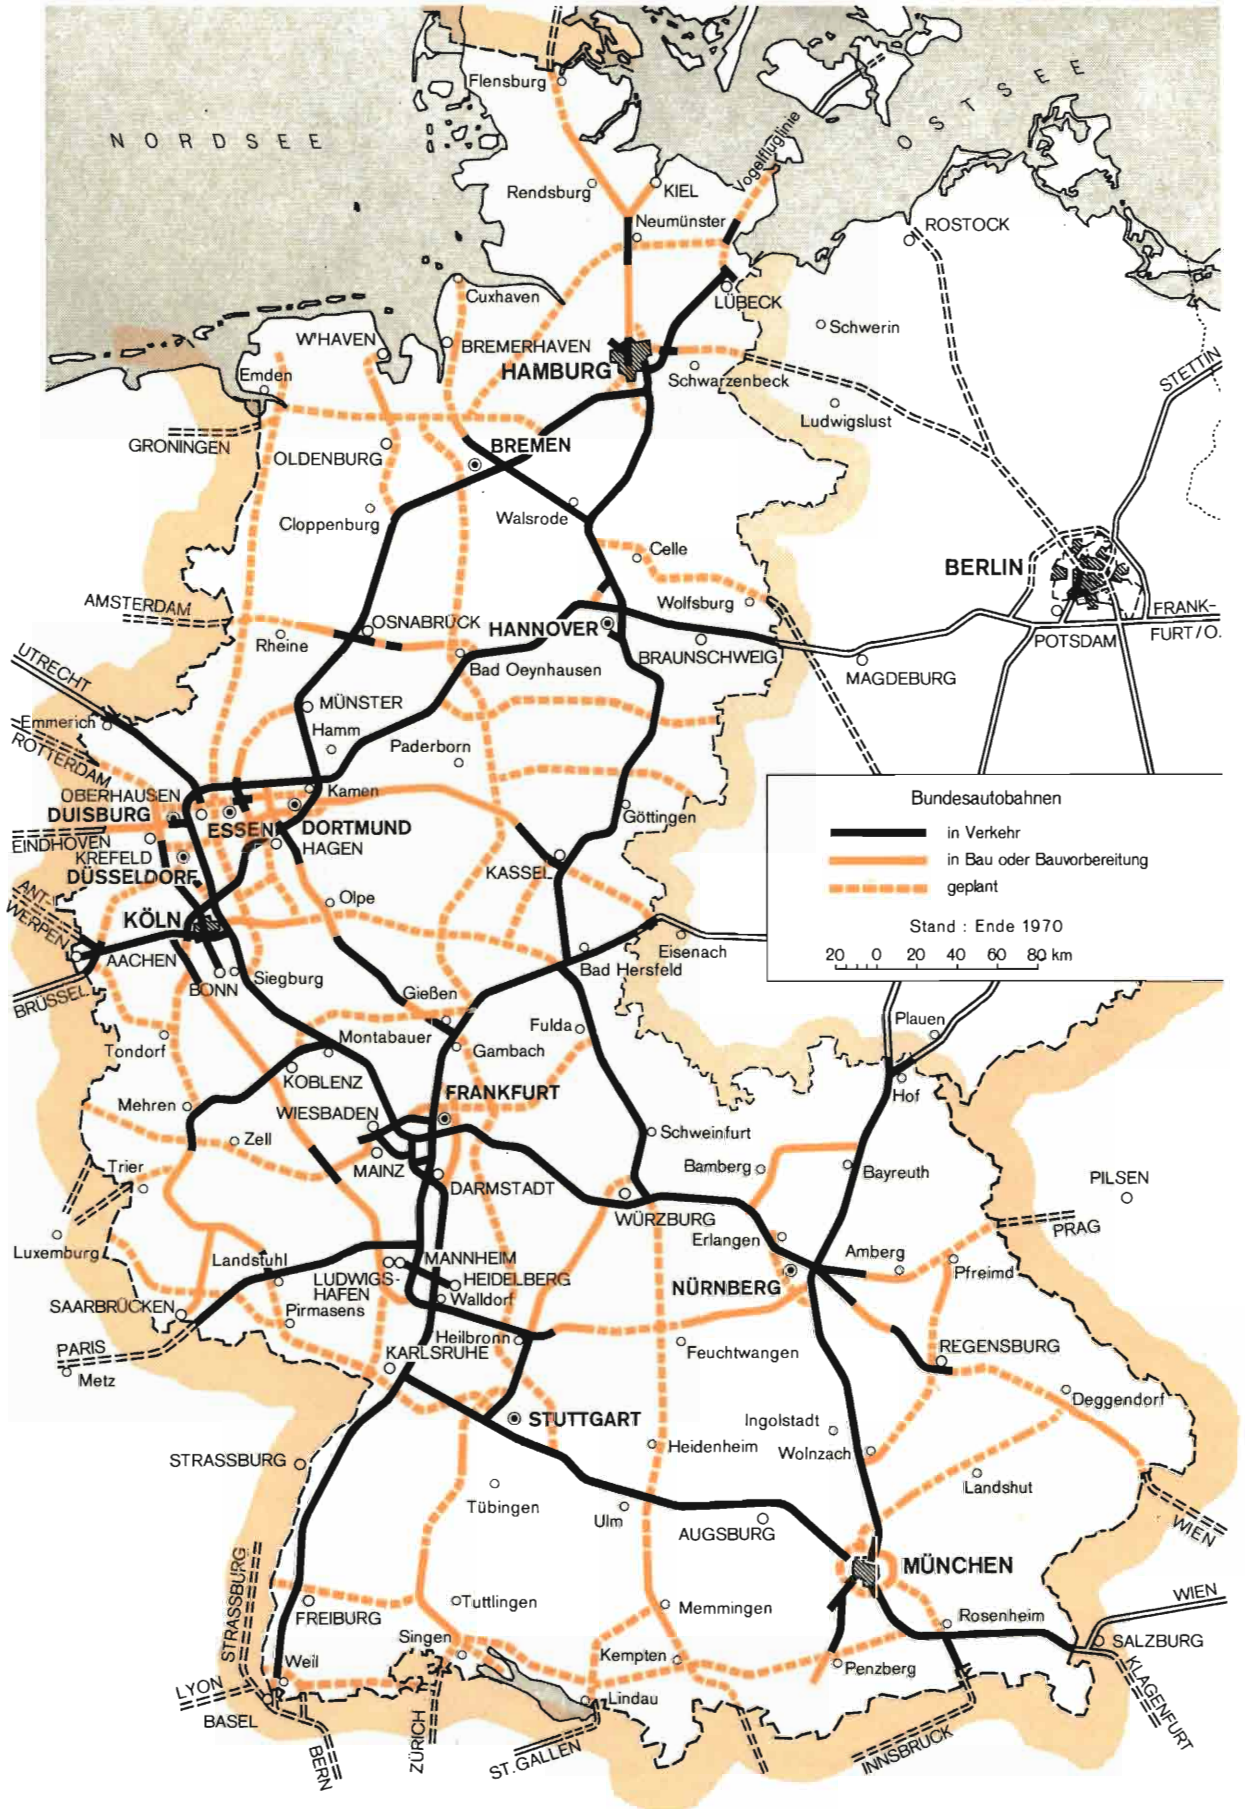 Flensburg
NORDSEE
OSTSEE
Vogelfluglinie
Rendsburg
KIEL
Neumünster
ROSTOCK
Cuxhaven
LÜBECK
Schwerin
W'HAVEN
BREMERHAVEN
HAMBURG
Schwarzenbeck
STETTIN
Emden
Ludwigslust
GRONINGEN
OLDENBURG
BREMEN
Cloppenburg
Walsrode
Celle
BERLIN
AMSTERDAM
Wolfsburg
FRANK-
FURT/O.
OSNABRÜCK
HANNOVER
Rheine
BRAUNSCHWEIG
POTSDAM
UTRECHT
Bad Oeynhausen
MAGDEBURG
Emmerich
MÜNSTER
Hamm
Paderborn
ROTTERDAM
OBERHAUSEN
Kamen
DUISBURG
ESSEN
DORTMUND
Göttingen
EINDHOVEN
HAGEN
KREFELD
DÜSSELDORF
KASSEL
ANT-
WERPEN
Olpe
KÖLN
AACHEN
Eisenach
Bad Hersfeld
BRÜSSEL
BONN
Siegburg
Gießen
Bundesautobahnen
in Verkehr
in Bau oder Bauvorbereitung
geplant
Stand : Ende 1970
20 0 20 40 60 80 km
Fulda
Plauen
Tondorf
Montabauer
Gambach
KOBLENZ
Hof
Mehren
FRANKFURT
WIESBADEN
Zell
Schweinfurt
Trier
MAINZ
Bamberg
Bayreuth
PILSEN
DARMSTADT
WÜRZBURG
PRAG
Luxemburg
Erlangen
Amberg
Landstuhl
MANNHEIM
Pfreimd
LUDWIGS-
HAFEN
HEIDELBERG
NÜRNBERG
SAARBRÜCKEN
Walldorf
Pirmasens
PARIS
Heilbronn
Feuchtwangen
REGENSBURG
Metz
KARLSRUHE
Deggendorf
STUTTGART
Ingolstadt
STRASSBURG
Heidenheim
Wolnzach
Landshut
Tübingen
Ulm
AUGSBURG
WIEN
STRASSBURG
MÜNCHEN
FREIBURG
Tuttlingen
Memmingen
WIEN
Rosenheim
Singen
SALZBURG
Weil
Kempten
Penzberg
KLAGENFURT
LYON
BASEL
Lindau
BERN
ZÜRICH
ST.GALLEN
INNSBRUCK